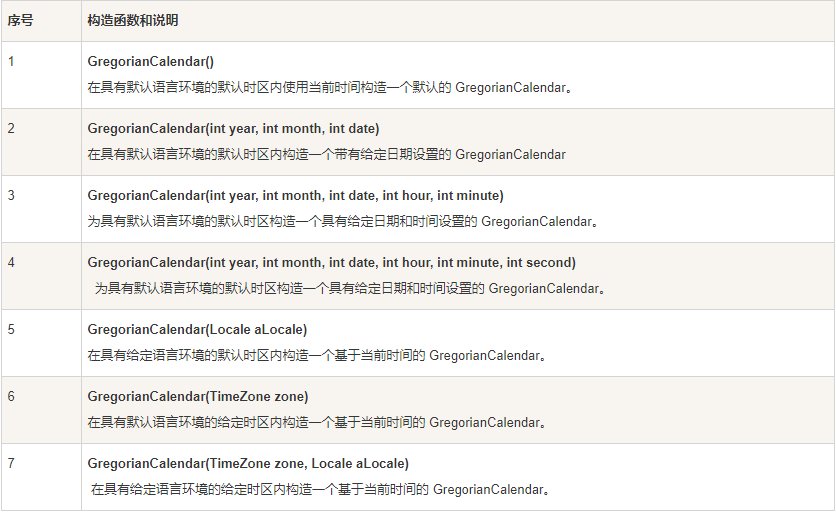 序号 构造函数和说明
1 GregorianCalendar()
在具有默认语言环境的默认时区内使用当前时间构造一个默认的 GregorianCalendar。
2 GregorianCalendar(int year, int month, int date)
在具有默认语言环境的默认时区内构造一个带有给定日期设置的 GregorianCalendar
3 GregorianCalendar(int year, int month, int date, int hour, int minute)
为具有默认语言环境的默认时区构造一个具有给定日期和时间设置的 GregorianCalendar。
4 GregorianCalendar(int year, int month, int date, int hour, int minute, int second)
为具有默认语言环境的默认时区构造一个具有给定日期和时间设置的 GregorianCalendar。
5 GregorianCalendar(Locale aLocale)
在具有给定语言环境的默认时区内构造一个基于当前时间的 GregorianCalendar。
6 GregorianCalendar(TimeZone zone)
在具有默认语言环境的给定时区内构造一个基于当前时间的 GregorianCalendar。
7 GregorianCalendar(TimeZone zone, Locale aLocale)
在具有给定语言环境的给定时区内构造一个基于当前时间的 GregorianCalendar。